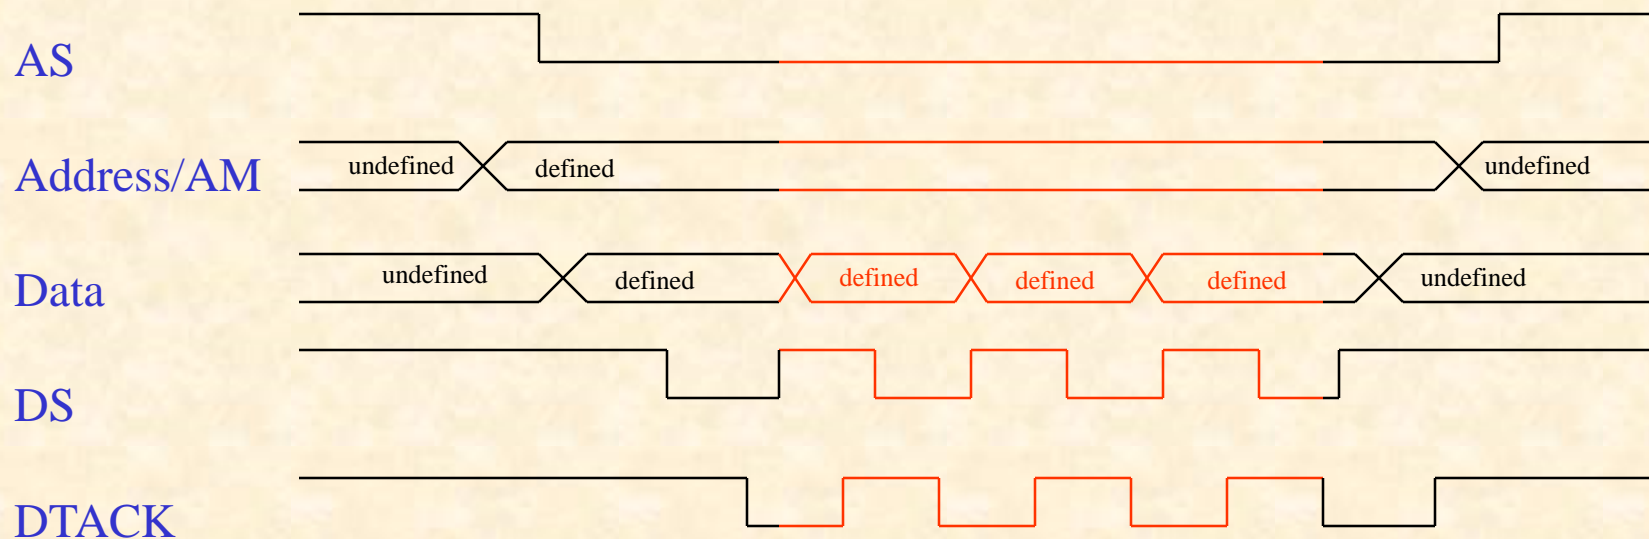 AS
Address/AM undefined defined undefined
Data undefined defined defined defined defined undefined
DS
DTACK